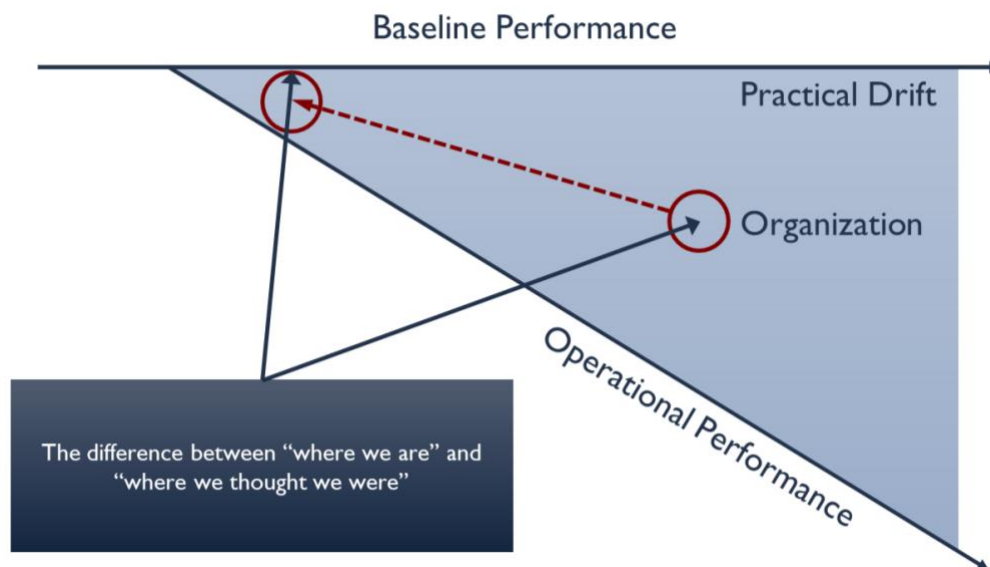 Baseline Performance
Practical Drift
Organization
Operational Performance
The difference between “where we are” and
“where we thought we were”